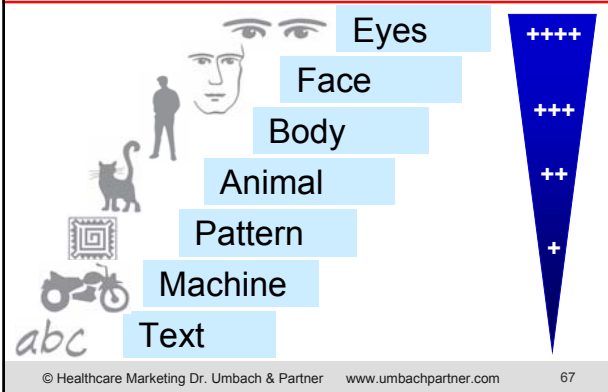 Eyes
++++
Face
+++
Body
++
Animal
Pattern
+
Machine
abc
Text
© Healthcare Marketing Dr. Umbach & Partner www.umbachpartner.com 67